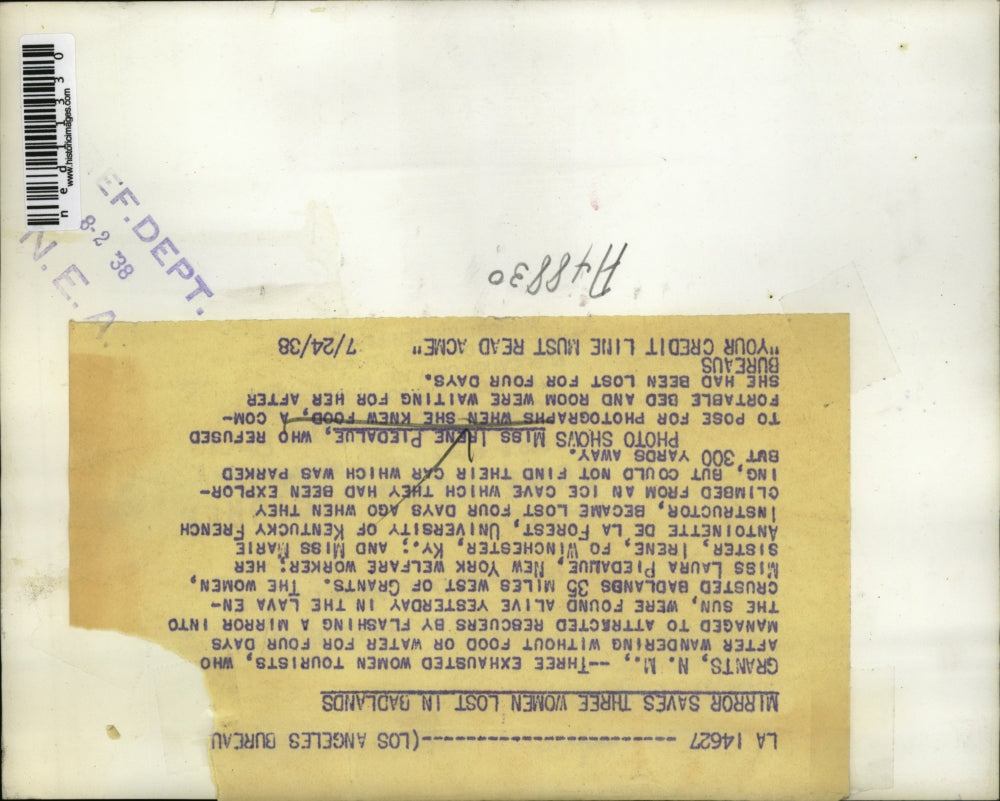 LA 14627 --------------------------(LOS ANGELES BUREAU
MIRROR SAVES THREE WOMEN LOST IN BADLANDS
GRANTS, N. M., --THREE EXHAUSTED WOMEN TOURISTS, WHO
AFTER WANDERING WITHOUT FOOD OR WATER FOR FOUR DAYS
MANAGED TO ATTRACTED RESCUERS BY FLASHING A MIRROR INTO
THE SUN, WERE FOUND ALIVE YESTERDAY IN THE LAVA EN-
CRUSTED BADLANDS 35 MILES WEST OF GRANTS. THE WOMEN,
MISS LAURA PIEDALUE, NEW YORK WELFARE WORKER; HER
SISTER, IRENE, FO WINCHESTER, KY.; AND MISS MARIE
ANTOINETTE DE LA FOREST, UNIVERSITY OF KENTUCKY FRENCH
INSTRUCTOR, BECAME LOST FOUR DAYS AGO WHEN THEY
CLIMBED FROM AN ICE CAVE WHICH THEY HAD BEEN EXPLOR-
ING, BUT COULD NOT FIND THEIR CAR WHICH WAS PARKED
BUT 300 YARDS AWAY.
PHOTO SHOWS MISS IRENE PIEDALUE, WHO REFUSED
TO POSE FOR PHOTOGRAPHS WHEN SHE KNEW FOOD, A COM-
FORTABLE BED AND ROOM WERE WAITING FOR HER AFTER
SHE HAD BEEN LOST FOR FOUR DAYS.
BUREAUS
"YOUR CREDIT LINE MUST READ ACME" 7/24/38
A48830
EF. DEPT.
8-2 '38
N. E. A.
www.historicimages.com